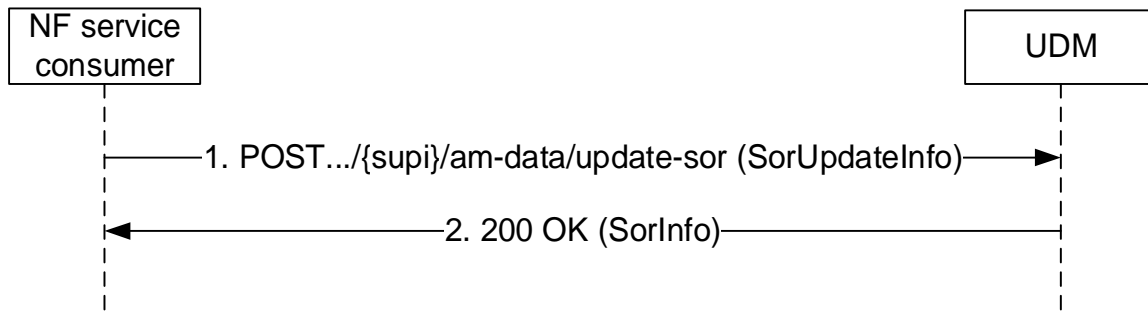 NF service
consumer
UDM
1. POST.../{supi}/am-data/update-sor (SorUpdateInfo)
2. 200 OK (SorInfo)